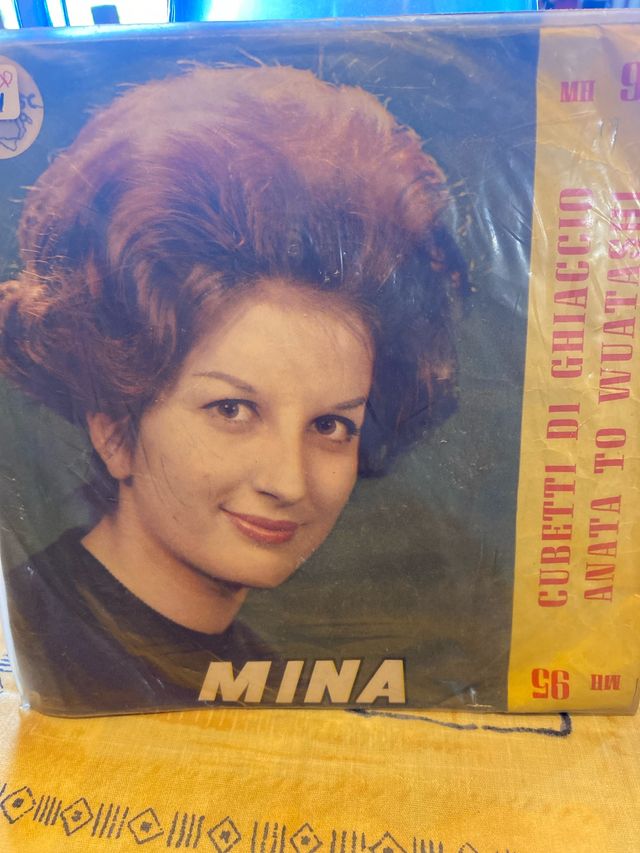 MH 9
CUBETTI DI GHIACCIO
ANATA TO WUATASHI
MH 95
MINA